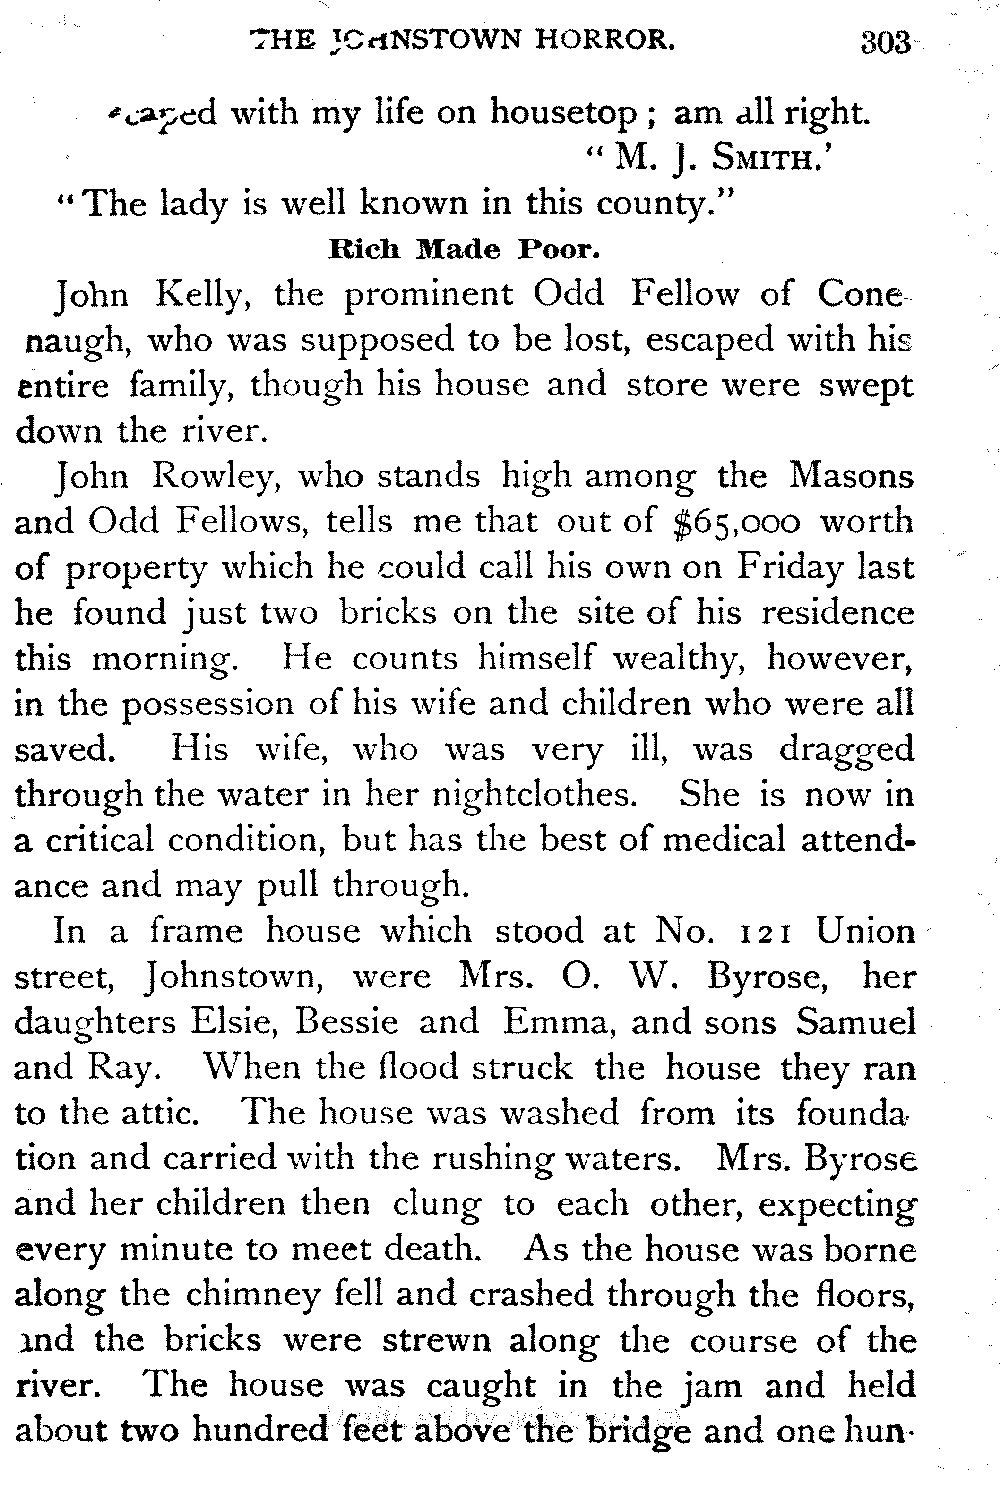 THE JOHNSTOWN HORROR. 303
scaped with my life on housetop; am all right.
"M. J. SMITH.'
"The lady is well known in this county."
Rich Made Poor.
John Kelly, the prominent Odd Fellow of Cone-
naugh, who was supposed to be lost, escaped with his
entire family, though his house and store were swept
down the river.
John Rowley, who stands high among the Masons
and Odd Fellows, tells me that out of $65,000 worth
of property which he could call his own on Friday last
he found just two bricks on the site of his residence
this morning. He counts himself wealthy, however,
in the possession of his wife and children who were all
saved. His wife, who was very ill, was dragged
through the water in her nightclothes. She is now in
a critical condition, but has the best of medical attend-
ance and may pull through.
In a frame house which stood at No. 121 Union
street, Johnstown, were Mrs. O. W. Byrose, her
daughters Elsie, Bessie and Emma, and sons Samuel
and Ray. When the flood struck the house they ran
to the attic. The house was washed from its founda-
tion and carried with the rushing waters. Mrs. Byrose
and her children then clung to each other, expecting
every minute to meet death. As the house was borne
along the chimney fell and crashed through the floors,
and the bricks were strewn along the course of the
river. The house was caught in the jam and held
about two hundred feet above the bridge and one hun-